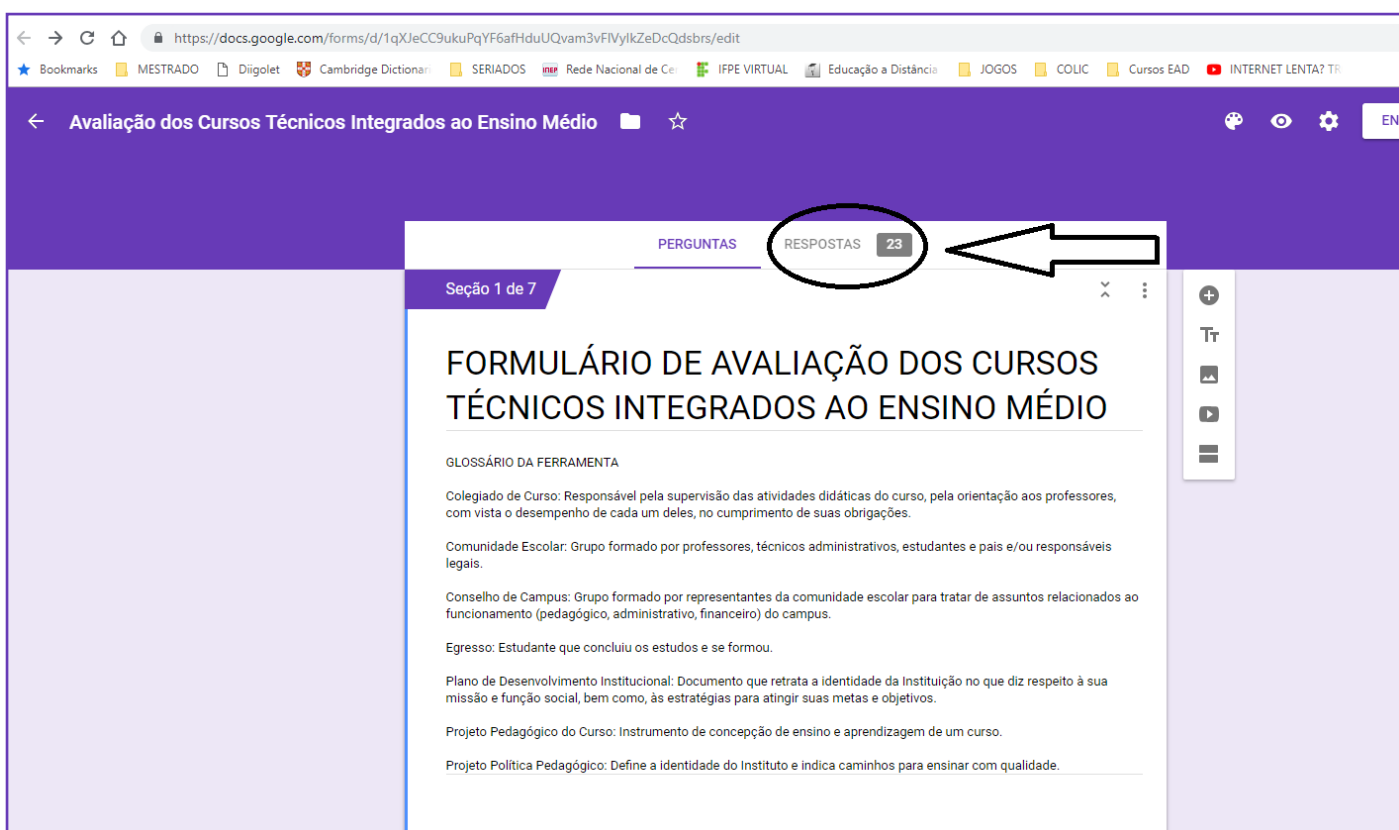 https://docs.google.com/forms/d/1qXJeCC9ukuPqYF6afHduUQvam3vFIVylkZeDcQdsbrs/edit
Bookmarks MESTRADO Diigolet Cambridge Dictionar SERIADOS INEP Rede Nacional de Cer IFPE VIRTUAL Educação a Distância JOGOS COLIC Cursos EAD INTERNET LENTA? TR
Avaliação dos Cursos Técnicos Integrados ao Ensino Médio EN
PERGUNTAS RESPOSTAS 23
Seção 1 de 7
FORMULÁRIO DE AVALIAÇÃO DOS CURSOS
TÉCNICOS INTEGRADOS AO ENSINO MÉDIO
GLOSSÁRIO DA FERRAMENTA
Colegiado de Curso: Responsável pela supervisão das atividades didáticas do curso, pela orientação aos professores,
com vista o desempenho de cada um deles, no cumprimento de suas obrigações.
Comunidade Escolar: Grupo formado por professores, técnicos administrativos, estudantes e pais e/ou responsáveis
legais.
Conselho de Campus: Grupo formado por representantes da comunidade escolar para tratar de assuntos relacionados ao
funcionamento (pedagógico, administrativo, financeiro) do campus.
Egresso: Estudante que concluiu os estudos e se formou.
Plano de Desenvolvimento Institucional: Documento que retrata a identidade da Instituição no que diz respeito à sua
missão e função social, bem como, às estratégias para atingir suas metas e objetivos.
Projeto Pedagógico do Curso: Instrumento de concepção de ensino e aprendizagem de um curso.
Projeto Política Pedagógico: Define a identidade do Instituto e indica caminhos para ensinar com qualidade.
Tт